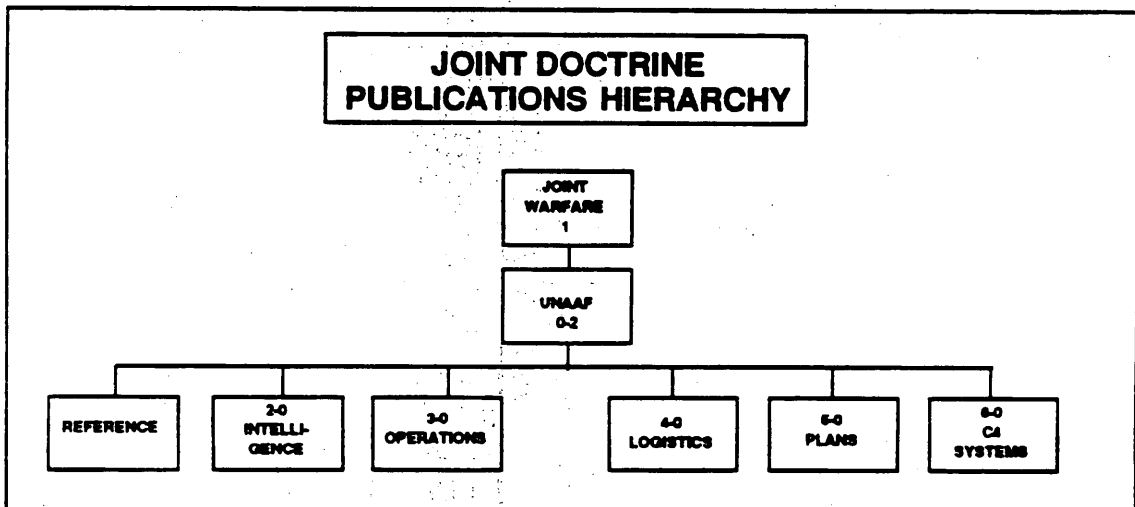 JOINT DOCTRINE
PUBLICATIONS HIERARCHY
JOINT
WARFARE
1
UNAAF
0-2
REFERENCE
2-0
INTELLI-
GENCE
3-0
OPERATIONS
4-0
LOGISTICS
5-0
PLANS
6-0
C4
SYSTEMS